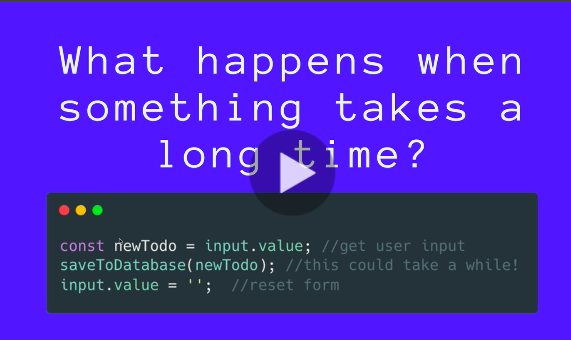 What happens when
something takes a
long time?
const newTodo = input.value; //get user input
saveToDatabase(newTodo); //this could take a while!
input.value = '';  //reset form